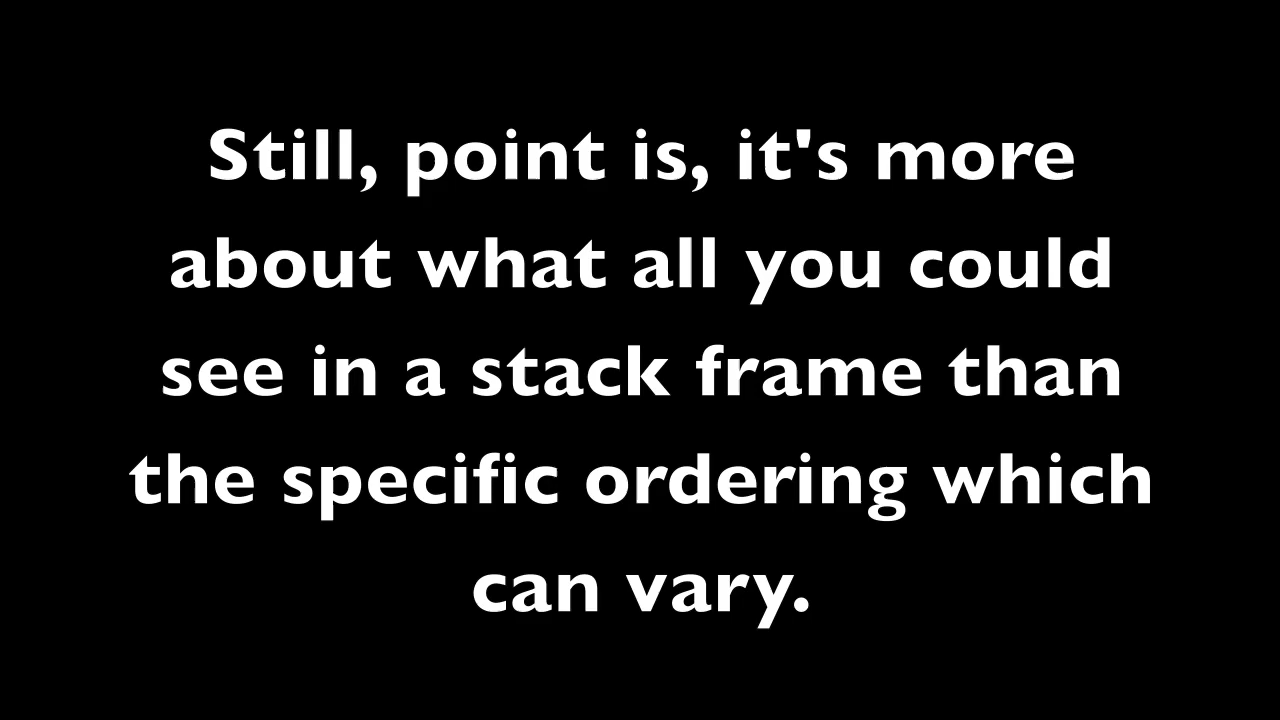 Still, point is, it's more
about what all you could
see in a stack frame than
the specific ordering which
can vary.